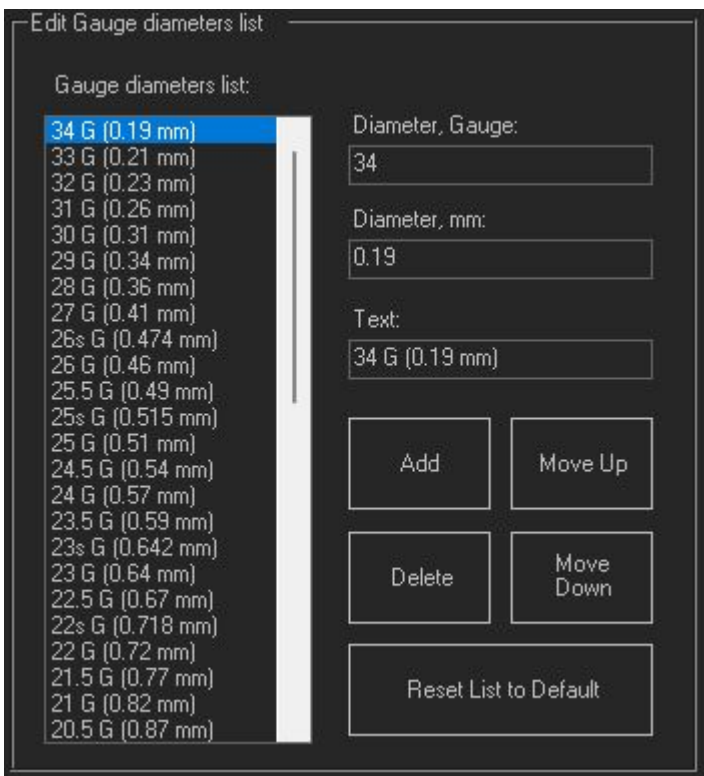 Edit Gauge diameters list
Gauge diameters list:
34 G (0.19 mm)
33 G (0.21 mm)
32 G (0.23 mm)
31 G (0.26 mm)
30 G (0.31 mm)
29 G (0.34 mm)
28 G (0.36 mm)
27 G (0.41 mm)
26s G (0.474 mm)
26 G (0.46 mm)
25.5 G (0.49 mm)
25s G (0.515 mm)
25 G (0.51 mm)
24.5 G (0.54 mm)
24 G (0.57 mm)
23.5 G (0.59 mm)
23s G (0.642 mm)
23 G (0.64 mm)
22.5 G (0.67 mm)
22s G (0.718 mm)
22 G (0.72 mm)
21.5 G (0.77 mm)
21 G (0.82 mm)
20.5 G (0.87 mm)
Diameter, Gauge:
34
Diameter, mm:
0.19
Text:
34 G (0.19 mm)
Add
Move Up
Delete
Move
Down
Reset List to Default